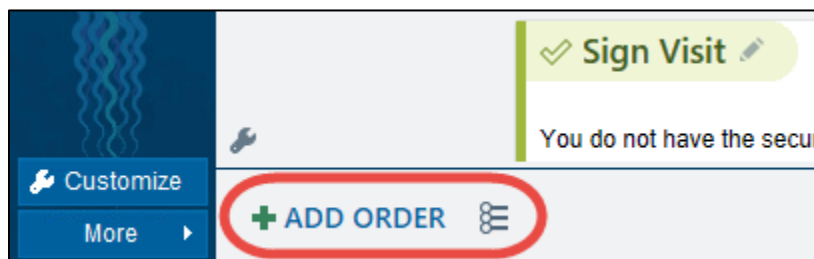 Sign Visit
You do not have the secu
Customize
More
+ ADD ORDER